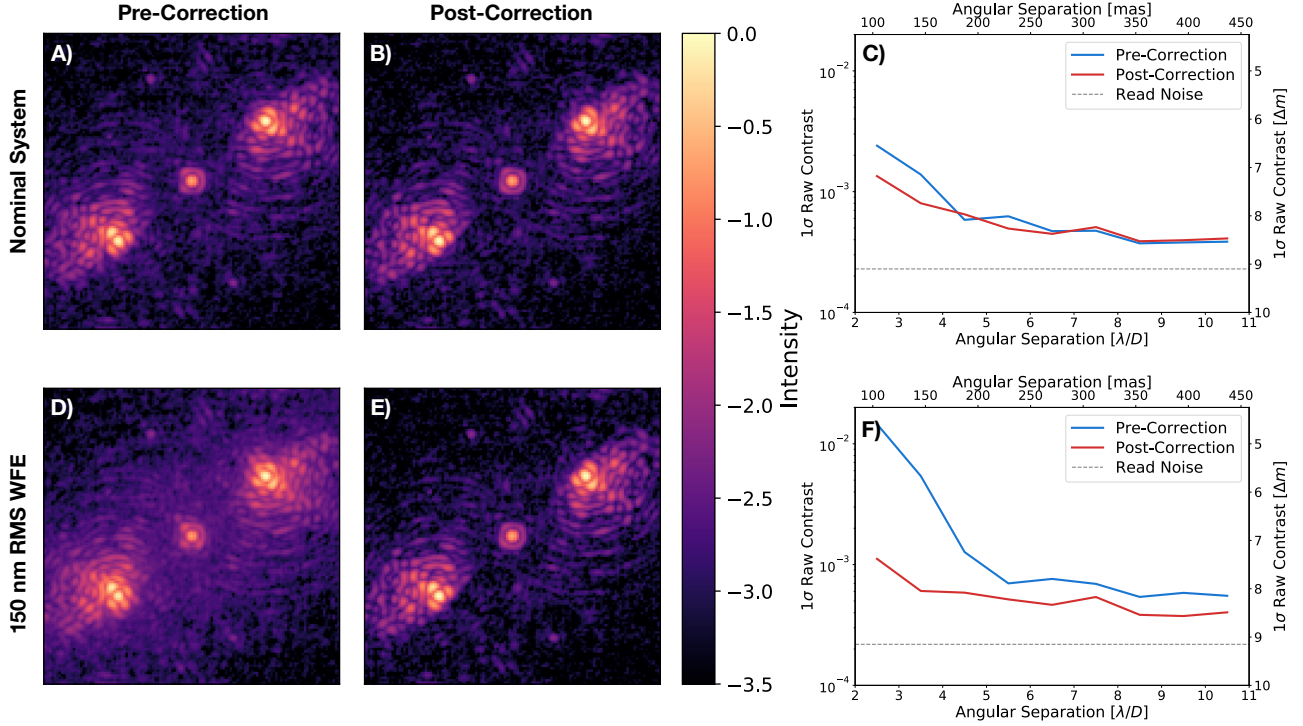 Pre-Correction
Post-Correction
Nominal System
150 nm RMS WFE
A)
B)
D)
E)
0.0
−0.5
−1.0
−1.5
−2.0
−2.5
−3.0
−3.5
Intensity
Angular Separation [mas]
100 150 200 250 300 350 400 450
C)
Pre-Correction
Post-Correction
Read Noise
1σ Raw Contrast
10⁻²
10⁻³
10⁻⁴
5
6
7
8
9
10
1σ Raw Contrast [Δm]
2 3 4 5 6 7 8 9 10 11
Angular Separation [λ/D]
Angular Separation [mas]
100 150 200 250 300 350 400 450
F)
Pre-Correction
Post-Correction
Read Noise
1σ Raw Contrast
10⁻²
10⁻³
10⁻⁴
5
6
7
8
9
10
1σ Raw Contrast [Δm]
2 3 4 5 6 7 8 9 10 11
Angular Separation [λ/D]